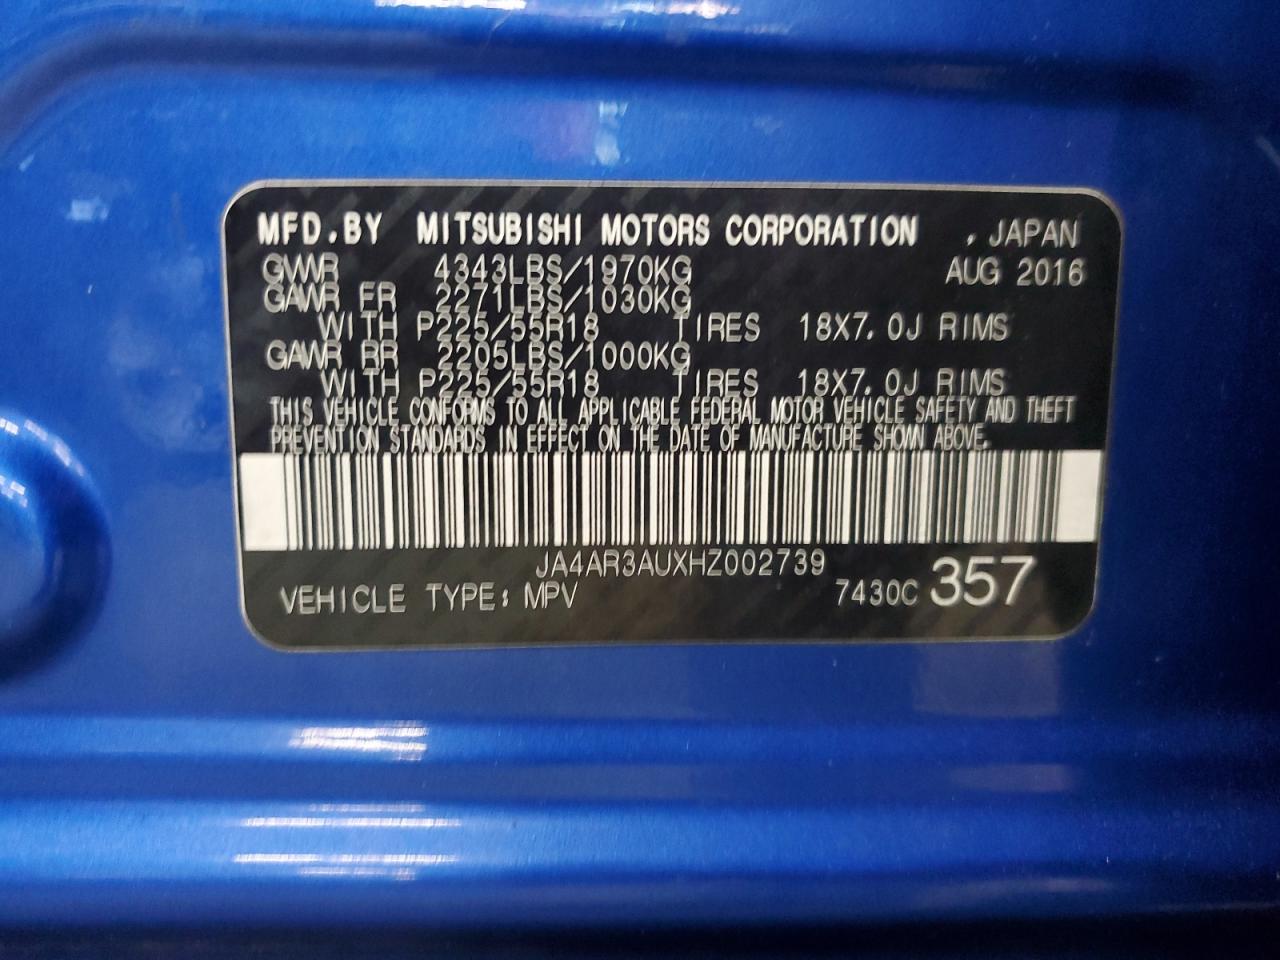 MFD.BY MITSUBISHI MOTORS CORPORATION , JAPAN
GVWR 4343LBS/1970KG AUG 2016
GAWR FR 2271LBS/1030KG
WITH P225/55R18 TIRES 18X7.0J RIMS
GAWR RR 2205LBS/1000KG
WITH P225/55R18 TIRES 18X7.0J RIMS
THIS VEHICLE CONFORMS TO ALL APPLICABLE FEDERAL MOTOR VEHICLE SAFETY AND THEFT
PREVENTION STANDARDS IN EFFECT ON THE DATE OF MANUFACTURE SHOWN ABOVE.
JA4AR3AUXHZ002739
VEHICLE TYPE: MPV 7430C 357